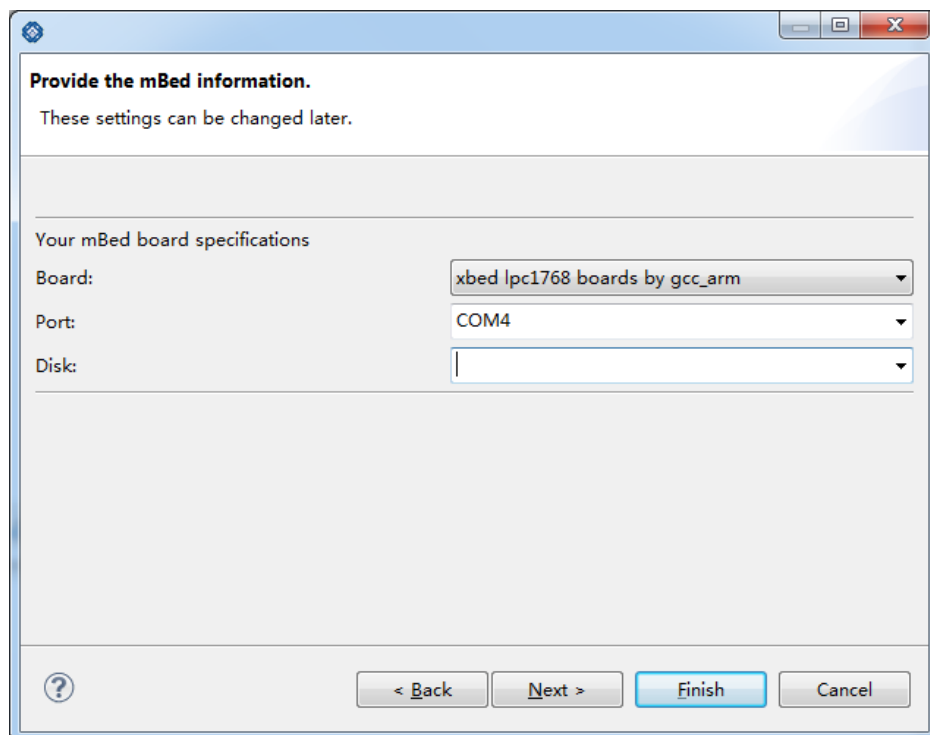 Provide the mBed information.
These settings can be changed later.
Your mBed board specifications
Board: xbed lpc1768 boards by gcc_arm
Port: COM4
Disk:
?
< Back Next > Finish Cancel